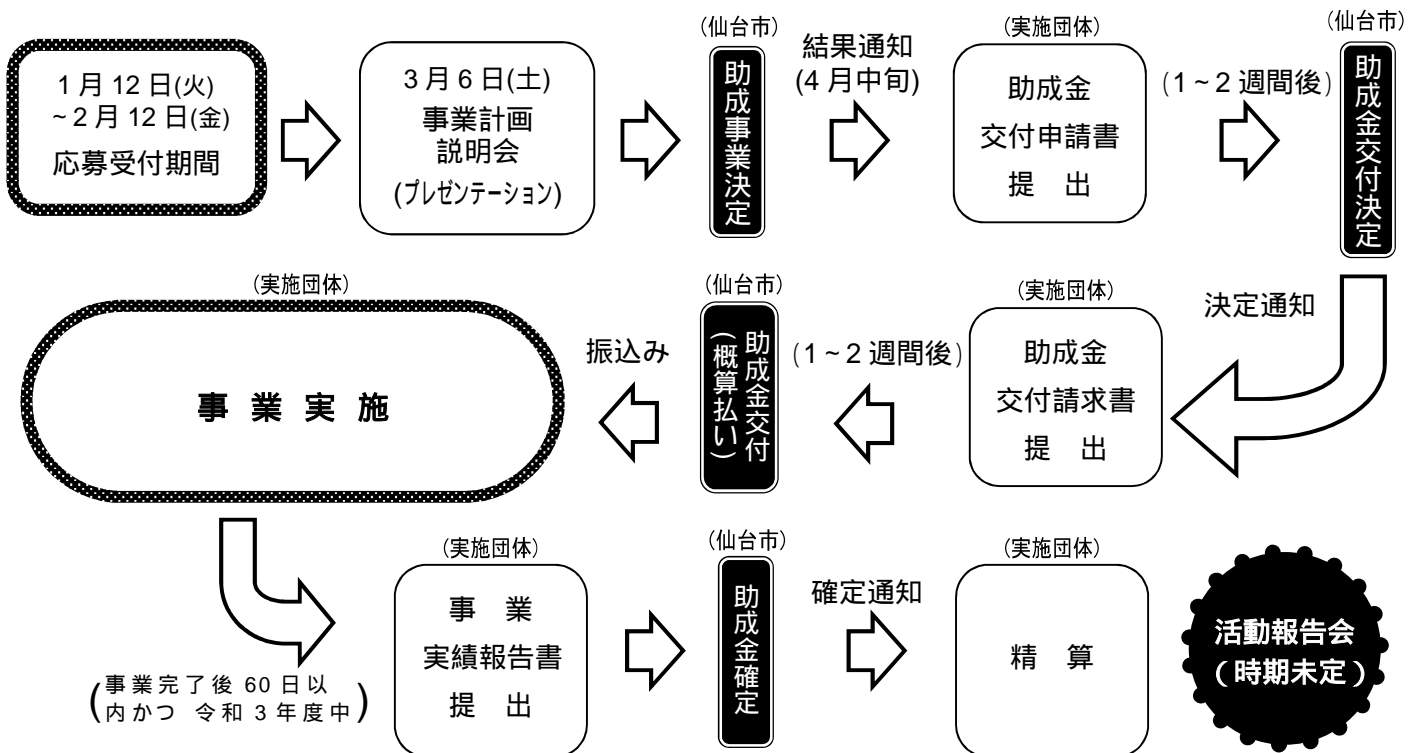 1月12日(火)
~2月12日(金)
応募受付期間
3月6日(土)
事業計画
説明会
(プレゼンテーション)
(仙台市)
助成事業決定
結果通知
(4月中旬)
(実施団体)
助成金
交付申請書
提 出
(1~2週間後)
(仙台市)
助成金交付決定
決定通知
(実施団体)
助成金
交付請求書
提 出
(1~2週間後)
(仙台市)
助成金交付
(概算払い)
振込み
(実施団体)
事 業 実 施
(事業完了後 60 日以
内かつ 令和 3 年度中)
(実施団体)
事 業
実績報告書
提 出
(仙台市)
助成金確定
確定通知
(実施団体)
精 算
活動報告会
(時期未定)